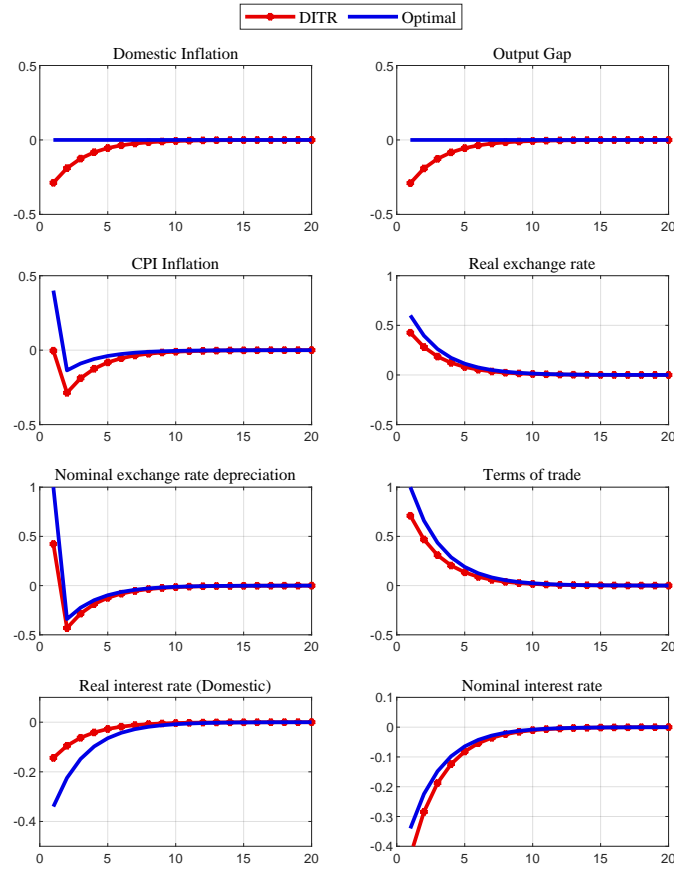 DITR Optimal
Domestic Inflation
0.5
0
-0.5
0 5 10 15 20
Output Gap
0.5
0
-0.5
0 5 10 15 20
CPI Inflation
0.5
0
-0.5
0 5 10 15 20
Real exchange rate
1
0.5
0
-0.5
0 5 10 15 20
Nominal exchange rate depreciation
1
0.5
0
-0.5
0 5 10 15 20
Terms of trade
1
0.5
0
-0.5
0 5 10 15 20
Real interest rate (Domestic)
0
-0.2
-0.4
0 5 10 15 20
Nominal interest rate
0.1
0
-0.1
-0.2
-0.3
-0.4
0 5 10 15 20